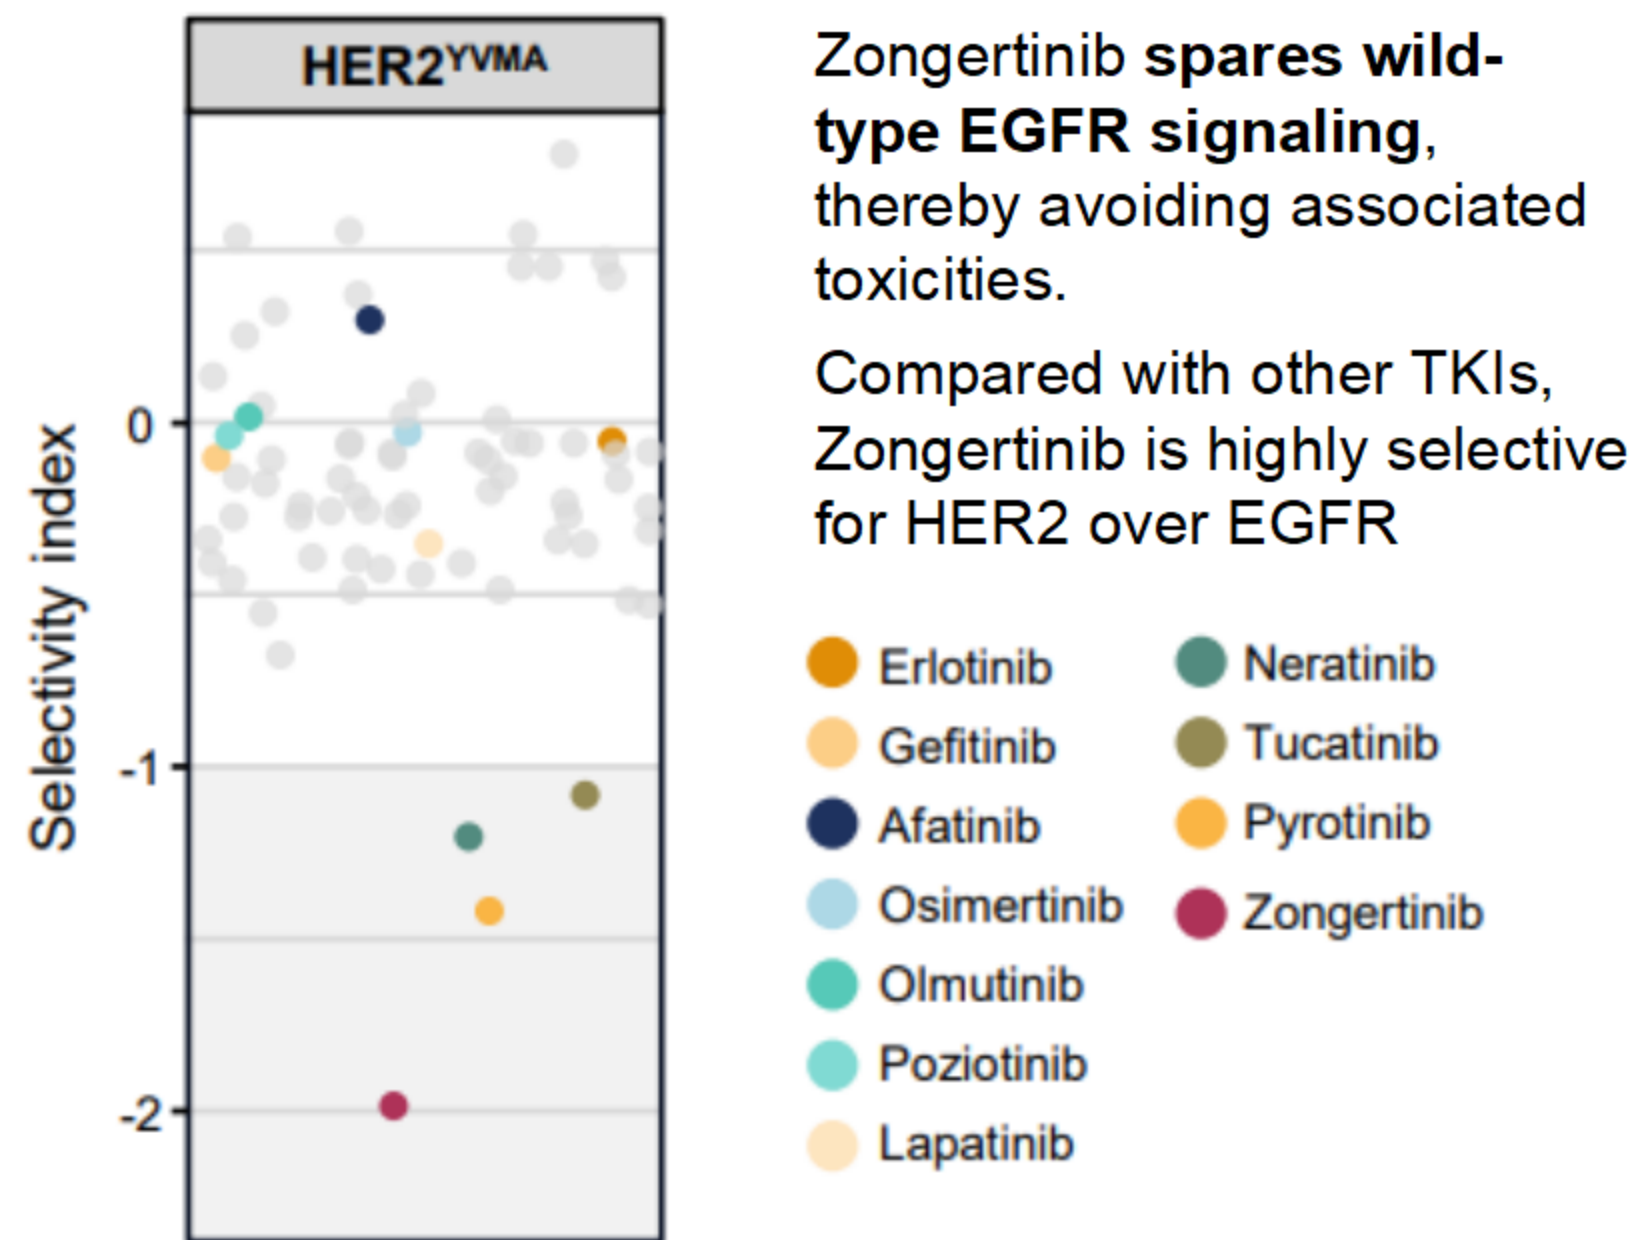 HER2YVMA
Selectivity index
0
-1
-2
Zongertinib spares wild-
type EGFR signaling,
thereby avoiding associated
toxicities.
Compared with other TKIs,
Zongertinib is highly selective
for HER2 over EGFR
Erlotinib
Gefitinib
Afatinib
Osimertinib
Olmutinib
Poziotinib
Lapatinib
Neratinib
Tucatinib
Pyrotinib
Zongertinib